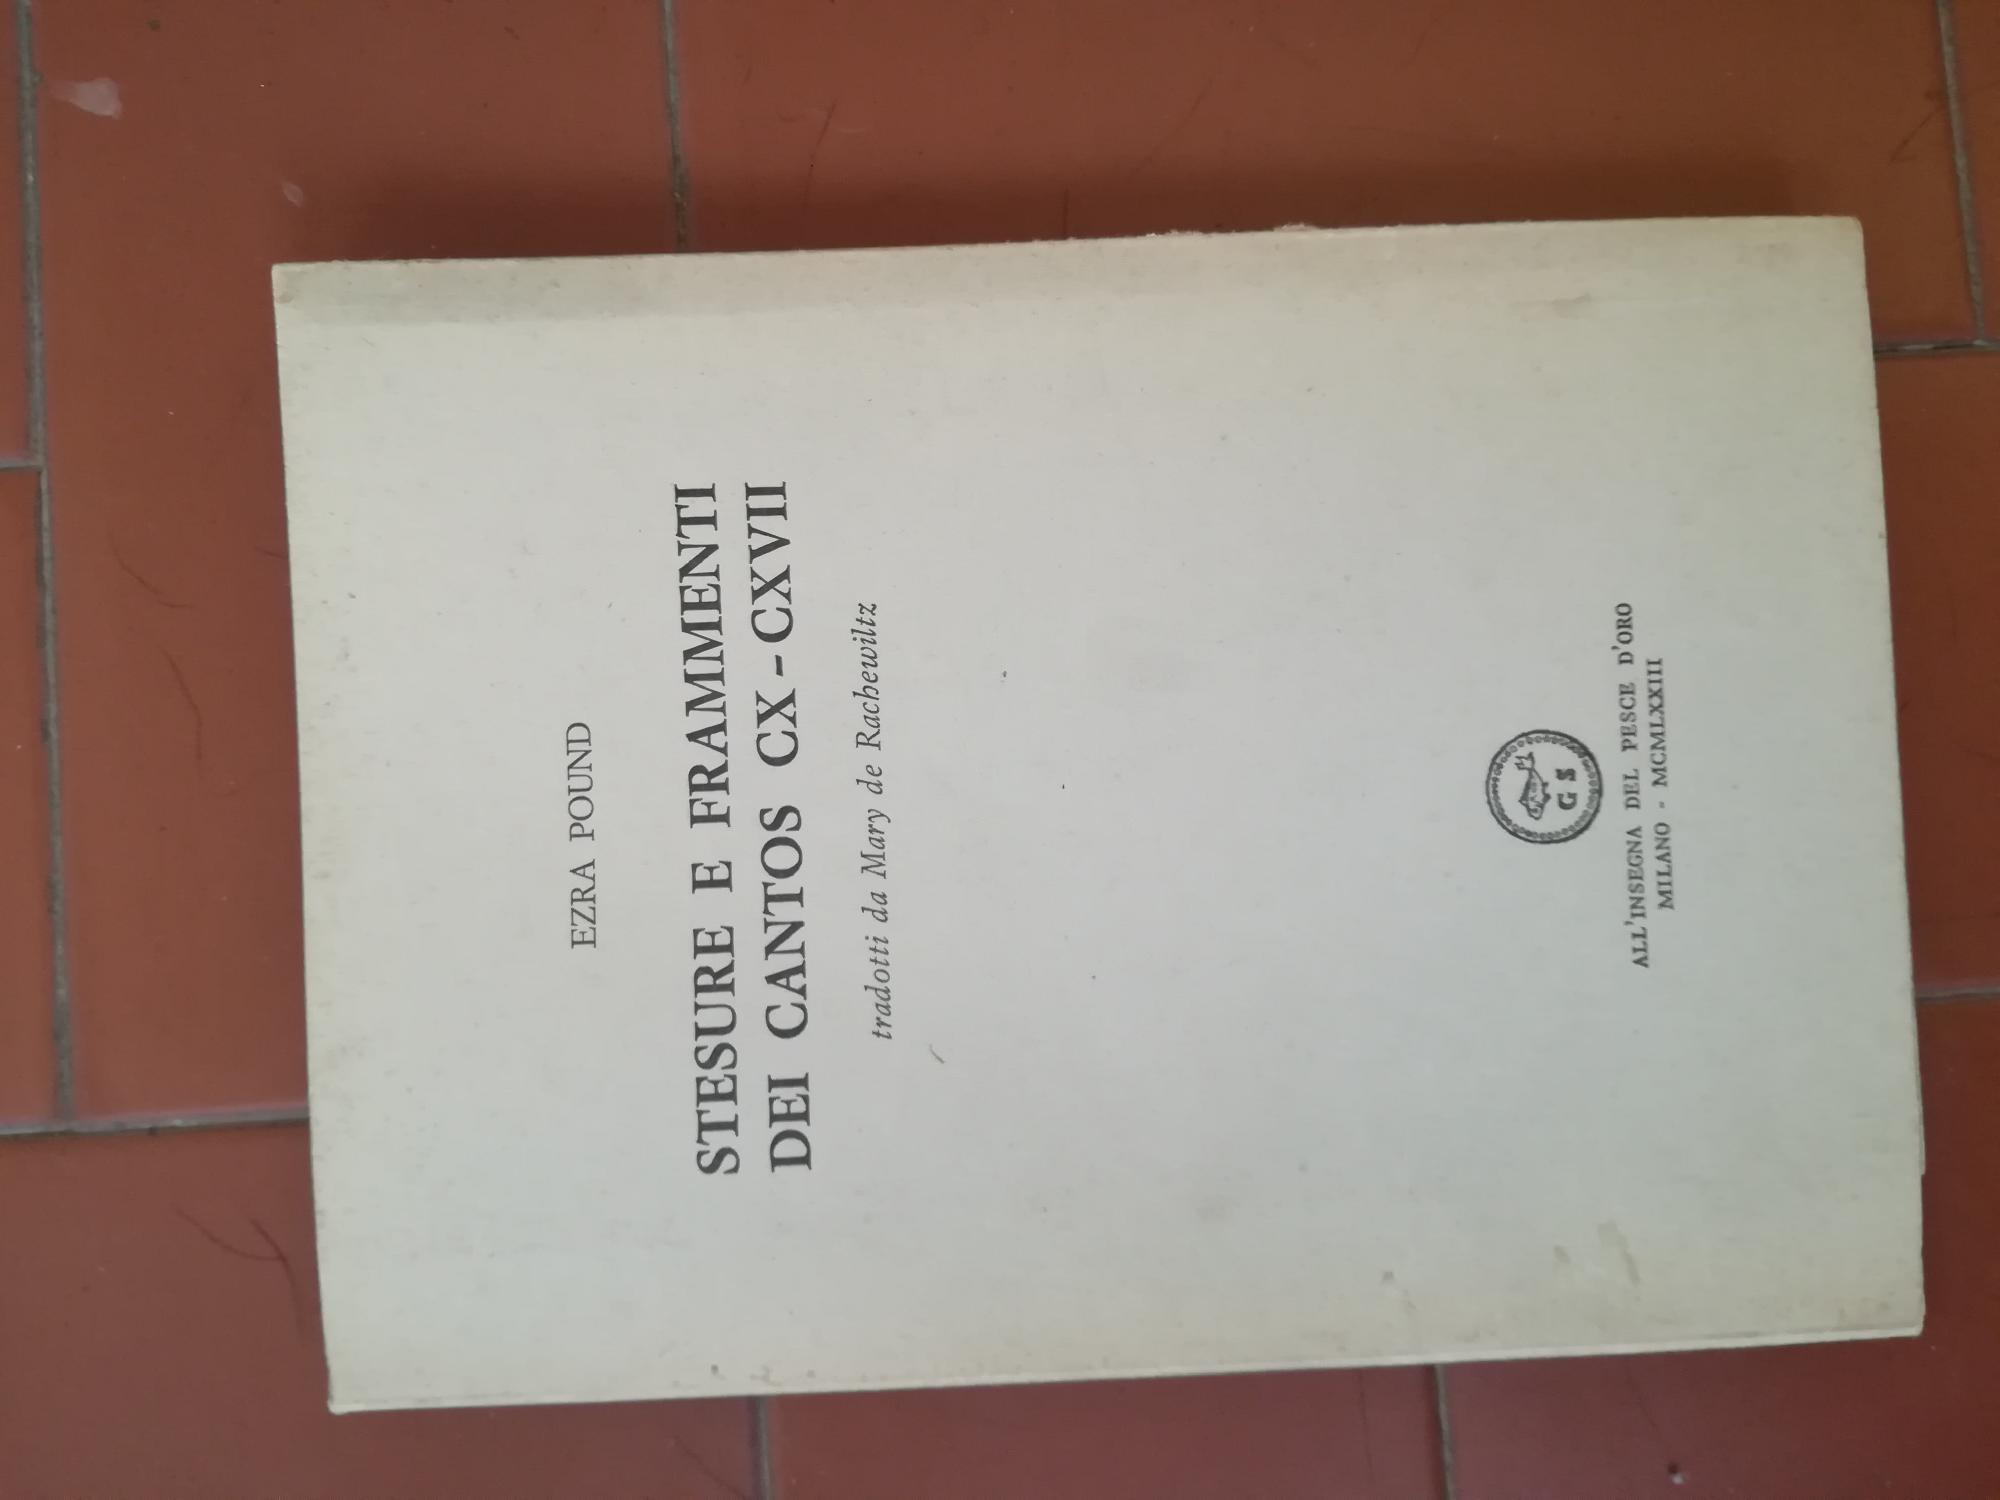 EZRA POUND
STESURE E FRAMMENTI
DEI CANTOS CX - CXVII
tradotti da Mary de Rachewiltz
G S
ALL'INSEGNA DEL PESCE D'ORO
MILANO - MCMLXXIII